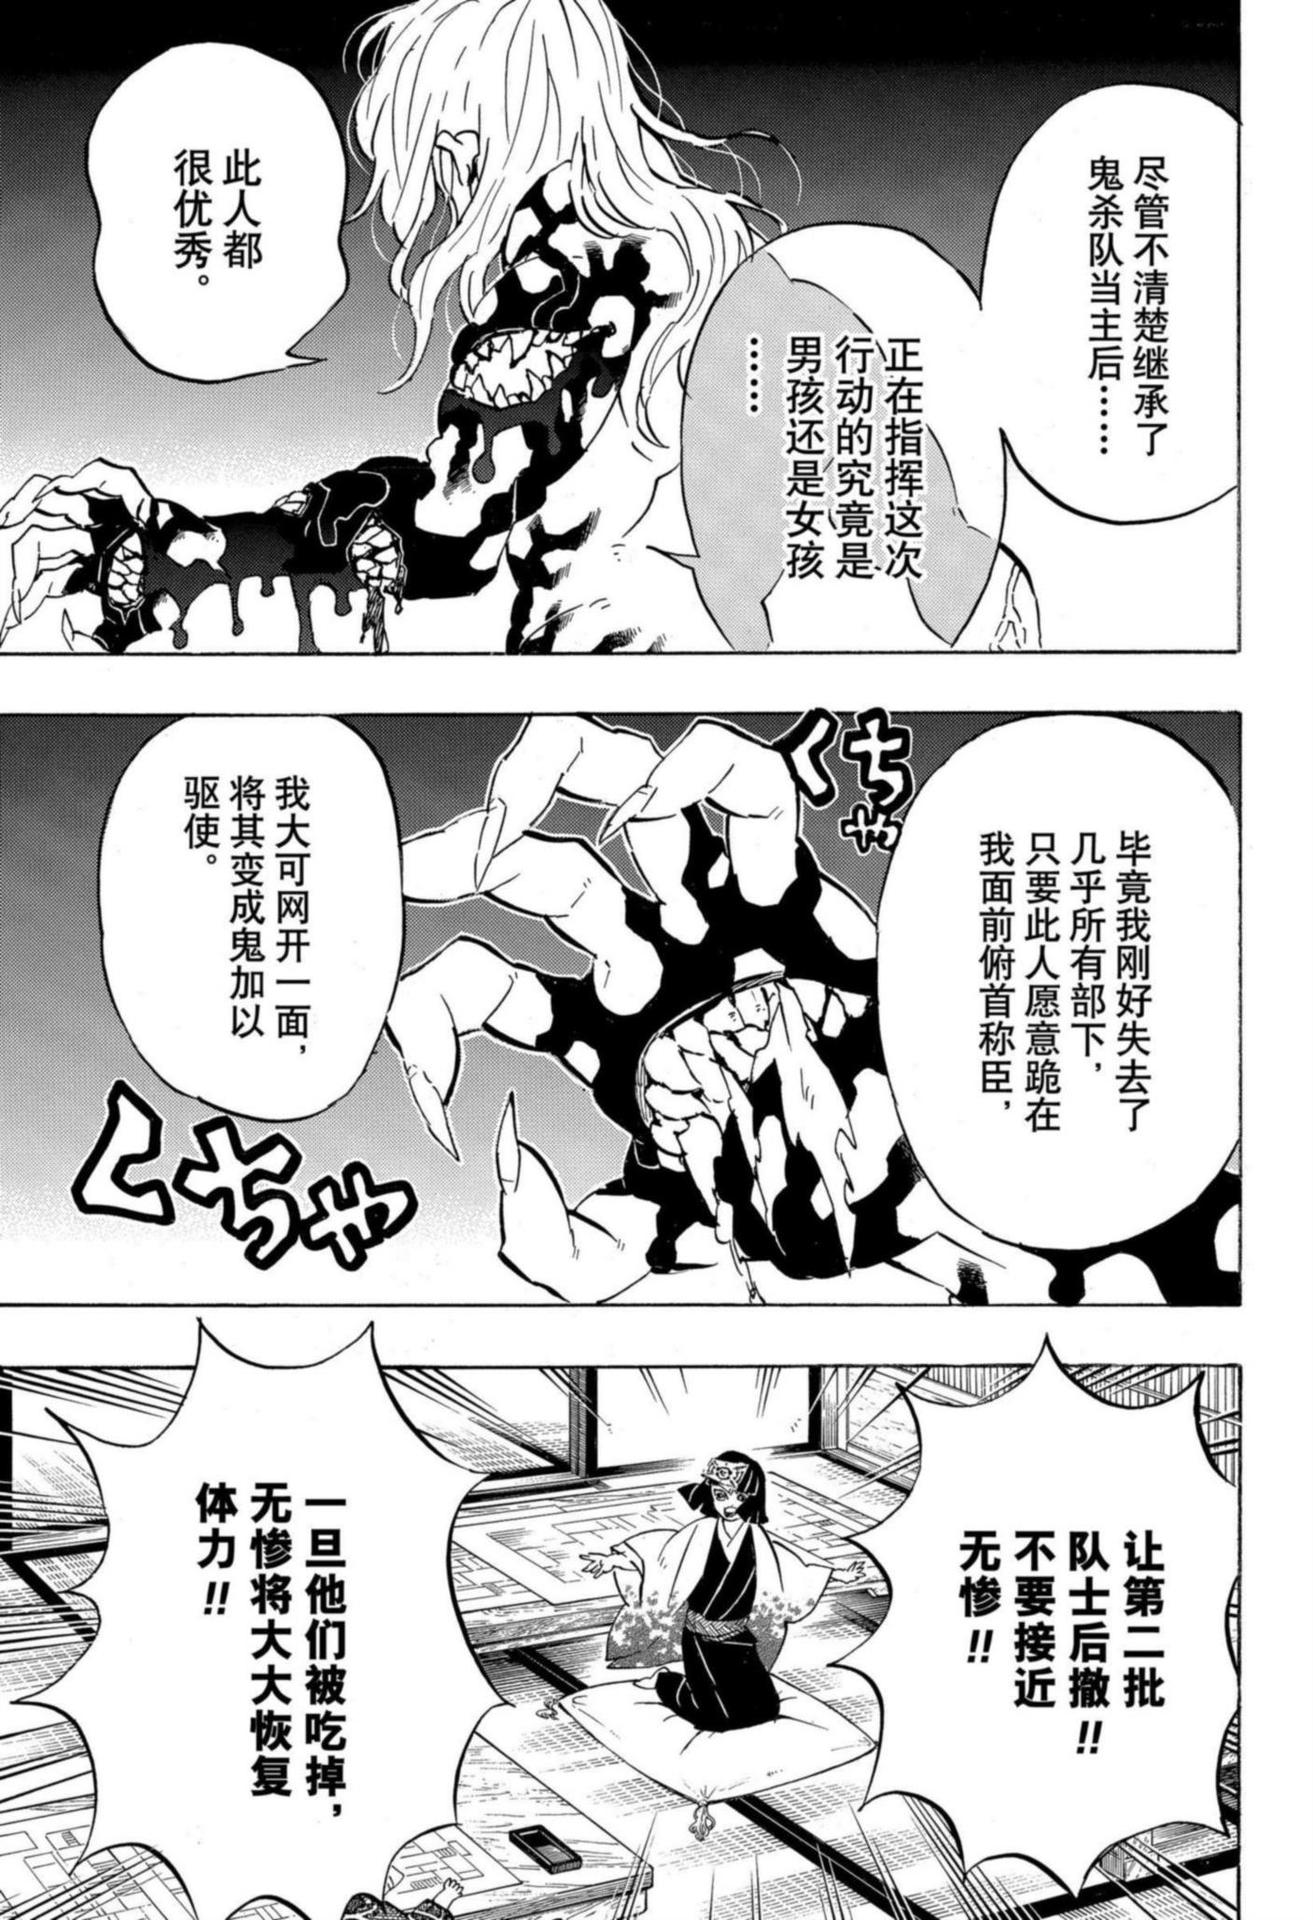 尽管不清楚继承了
鬼杀队当主后……
正在指挥这次
行动的究竟是
男孩还是女孩
……
此人都
很优秀。
くちゃ
毕竟我刚好失去了
几乎所有部下，
只要此人愿意跪在
我面前俯首称臣，
我大可网开一面，
将其变成鬼加以
驱使。
くちゃ
让第二批
队士后撤!!
不要接近
无惨!!
一旦他们被吃掉，
无惨将大大恢复
体力!!